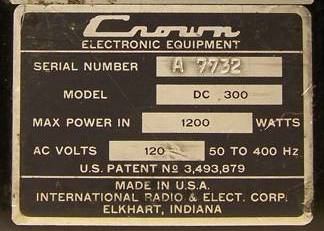 Crown
ELECTRONIC EQUIPMENT
SERIAL NUMBER A 7732
MODEL DC 300
MAX POWER IN 1200 WATTS
AC VOLTS 120 50 TO 400 Hz
U.S. PATENT Nº 3,493,879
MADE IN U.S.A.
INTERNATIONAL RADIO & ELECT. CORP.
ELKHART, INDIANA